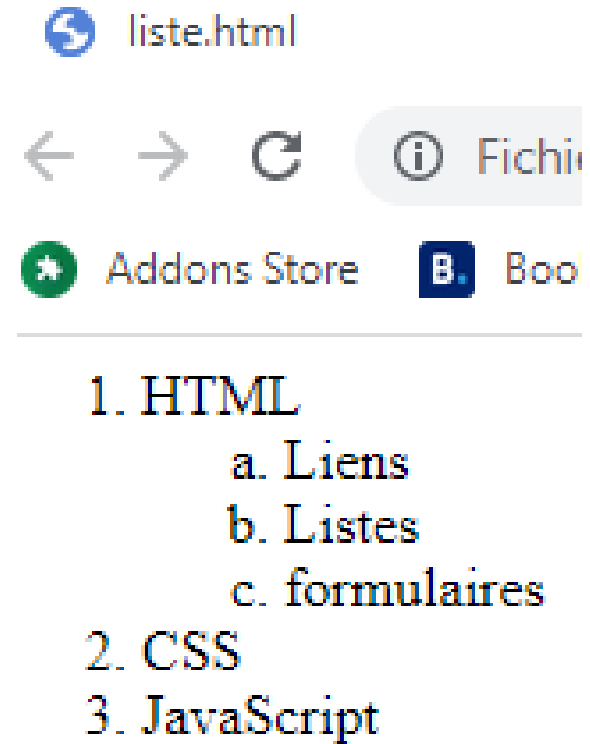 liste.html
Fichi
Addons Store B. Boo
1. HTML
a. Liens
b. Listes
c. formulaires
2. CSS
3. JavaScript